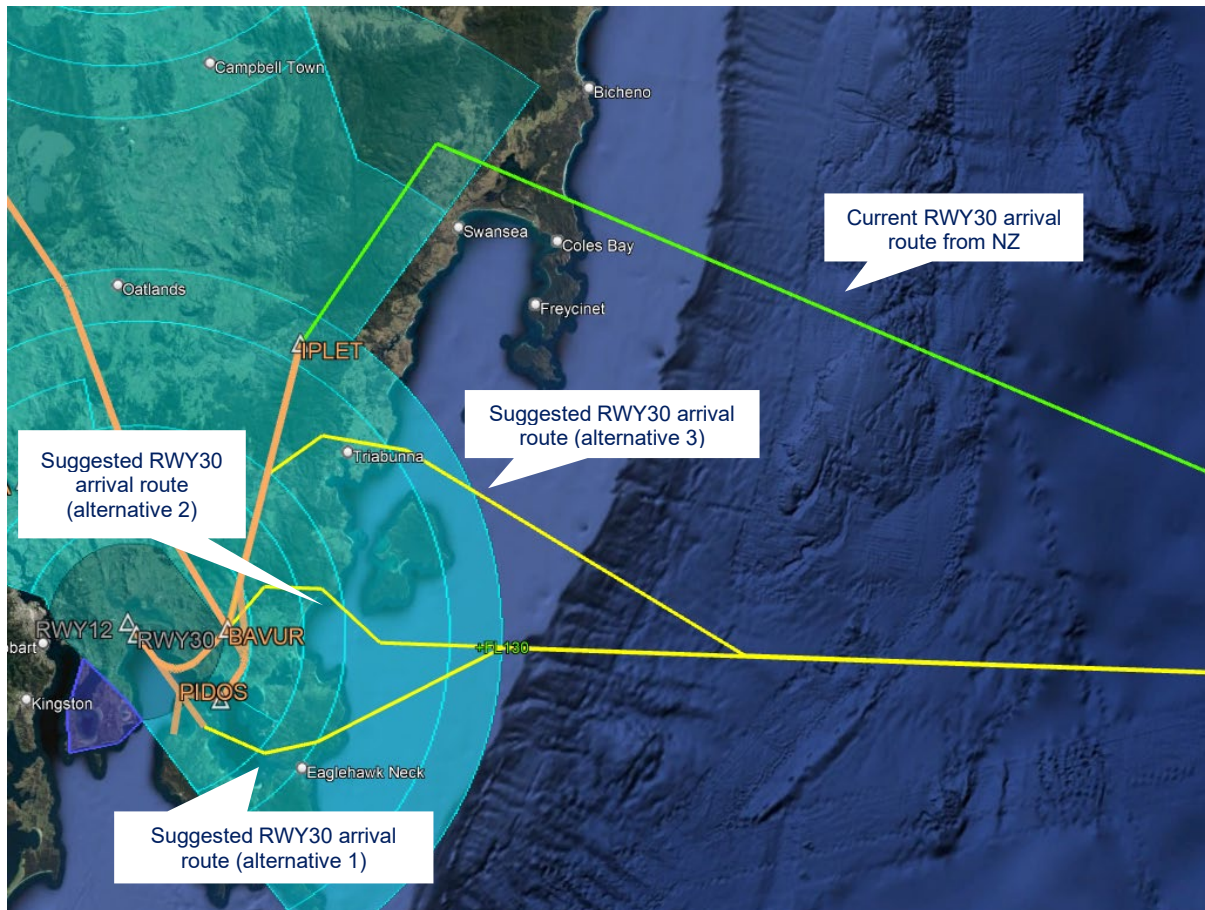 Campbell Town
Bicheno
Current RWY30 arrival
route from NZ
Swansea
Coles Bay
Oatlands
Freycinet
IPLET
Suggested RWY30 arrival
route (alternative 3)
Suggested RWY30
arrival route
(alternative 2)
Triabunna
RWY12
RWY30
BAVUR
+FL130
bart
PIDOS
Kingston
Eaglehawk Neck
Suggested RWY30 arrival
route (alternative 1)